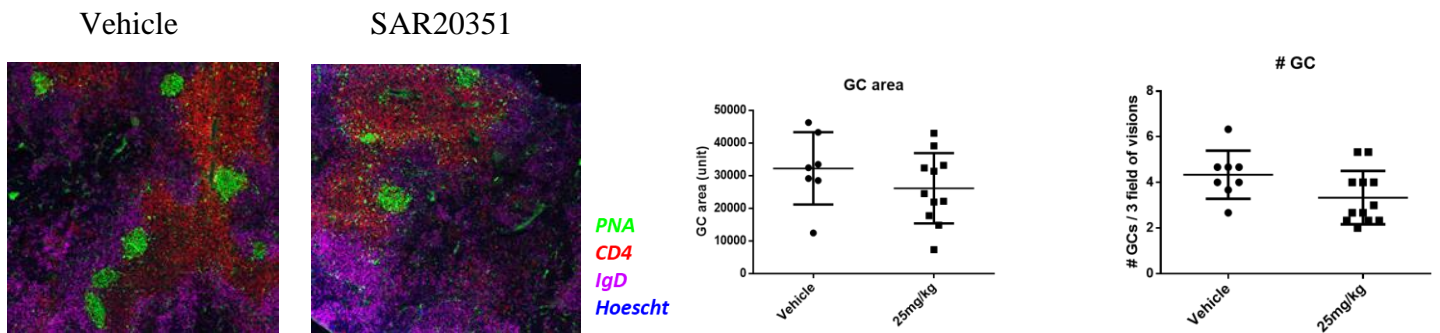 Vehicle
SAR20351
PNA
CD4
IgD
Hoescht
GC area
GC area (unit)
50000
40000
30000
20000
10000
0
Vehicle
25mg/kg
# GC
# GCs / 3 field of visions
8
6
4
2
0
Vehicle
25mg/kg